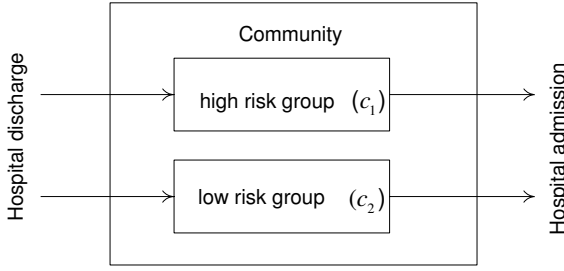 Community
Hospital discharge
high risk group (c₁)
low risk group (c₂)
Hospital admission